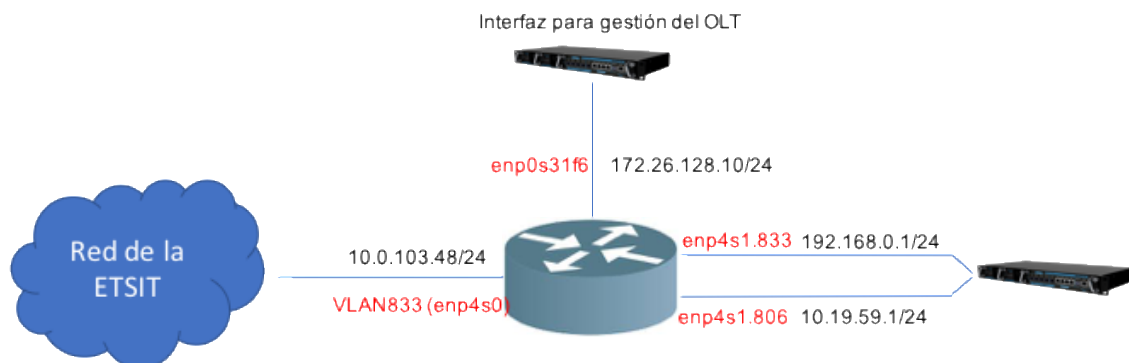 Interfaz para gestión del OLT
enp0s31f6 172.26.128.10/24
Red de la
ETSIT
10.0.103.48/24
VLAN833 (enp4s0)
enp4s1.833 192.168.0.1/24
enp4s1.806 10.19.59.1/24